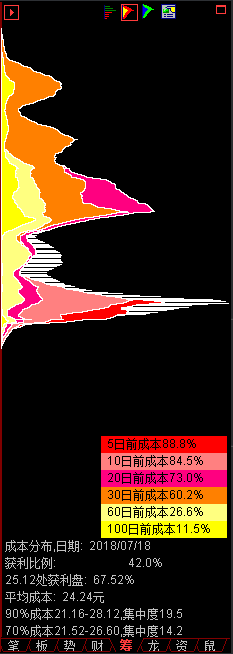 5日前成本88.8%
10日前成本84.5%
20日前成本73.0%
30日前成本60.2%
60日前成本26.6%
100日前成本11.5%
成本分布,日期: 2018/07/18
获利比例: 42.0%
25.12处获利盘: 67.52%
平均成本: 24.24元
90%成本21.16-28.12,集中度19.5
70%成本21.52-26.60,集中度14.2
笔 板 势 财 筹 龙 资 鼠